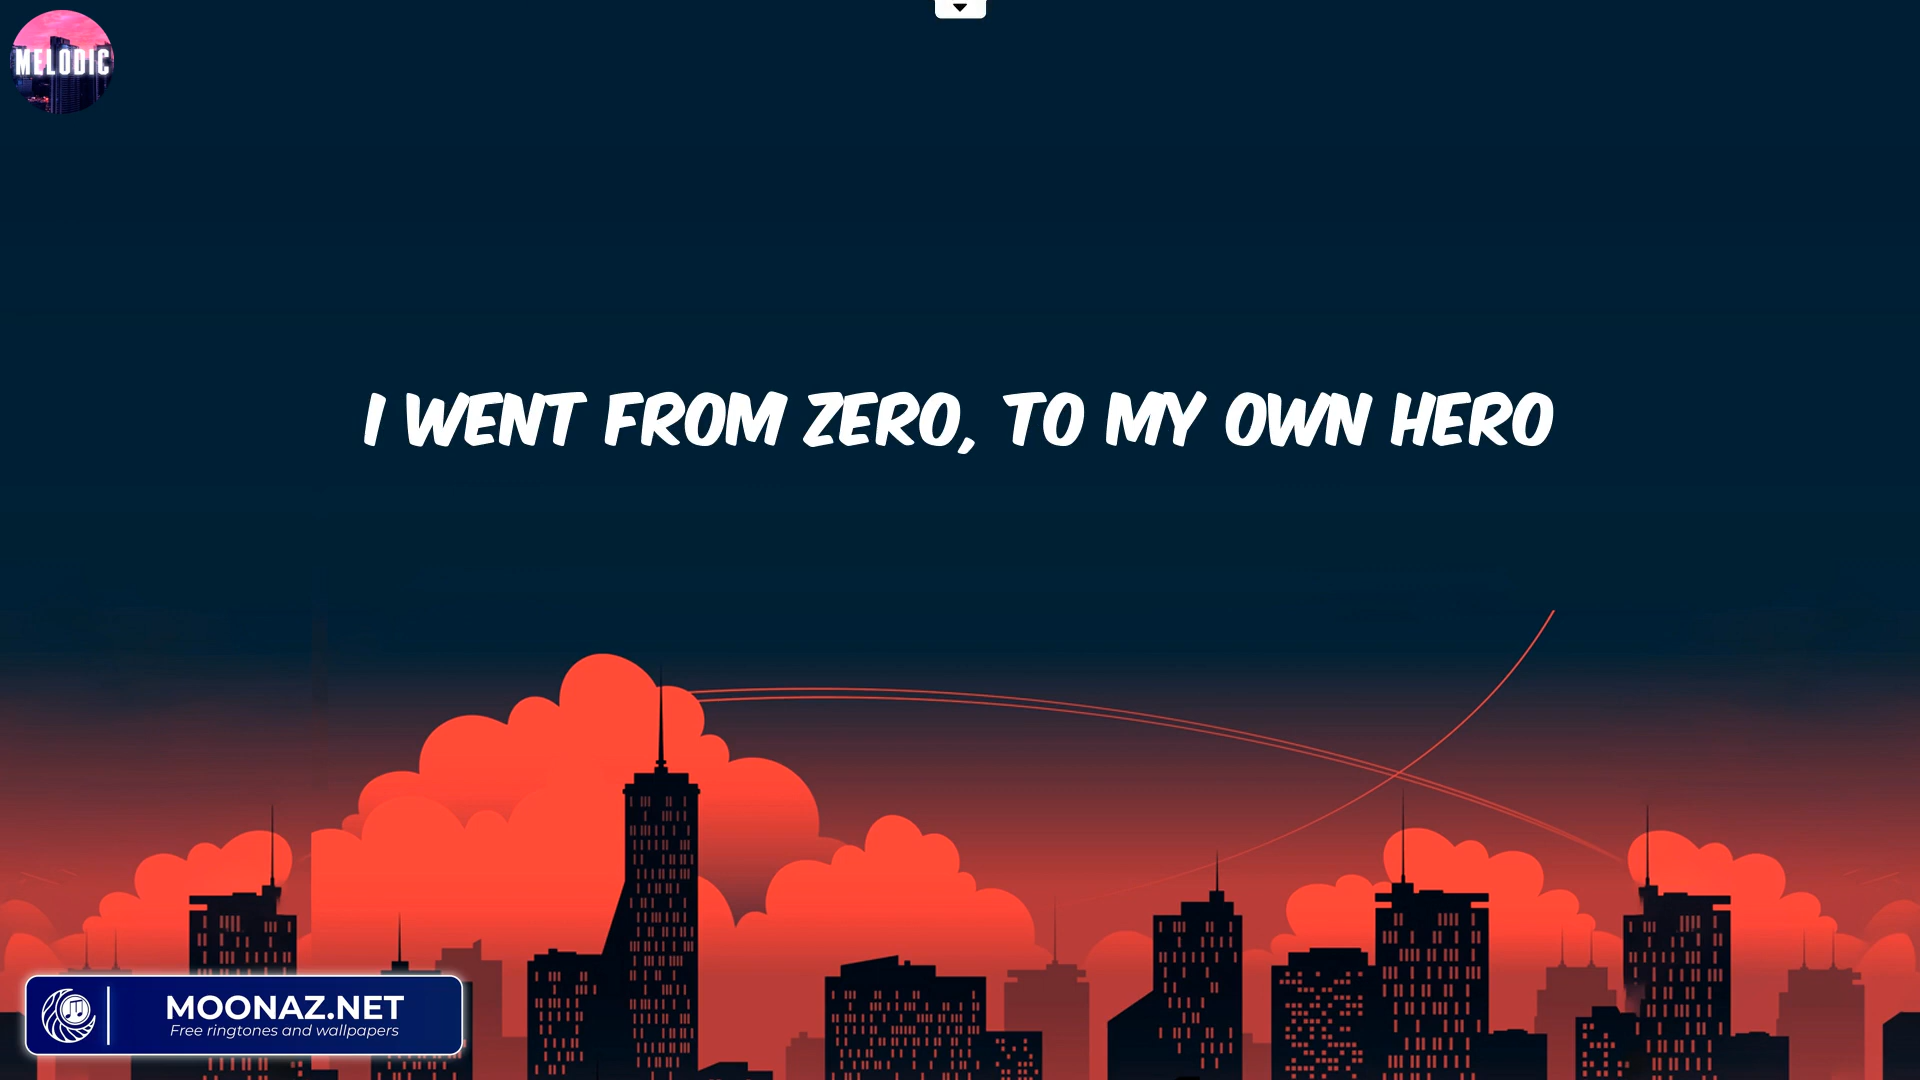 MELODIC
I WENT FROM ZERO, TO MY OWN HERO
MOONAZ.NET
Free ringtones and wallpapers